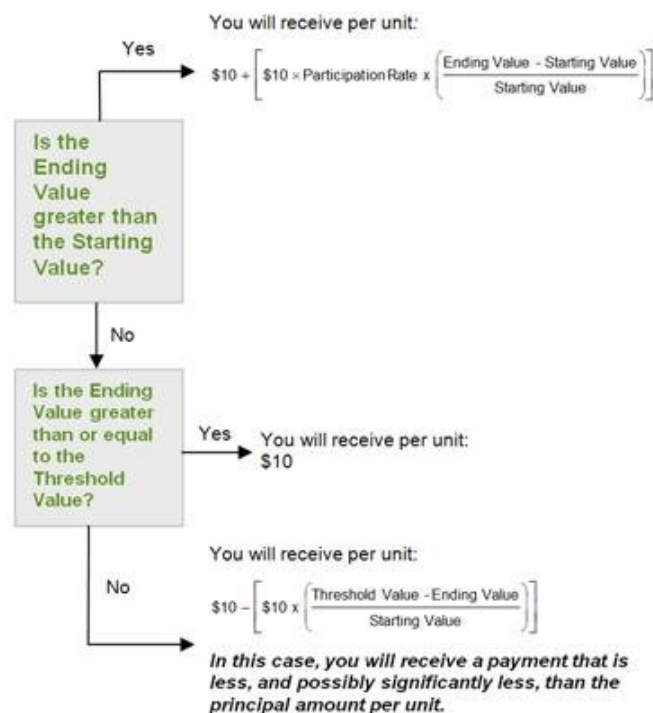 You will receive per unit:
Yes
$10 + [$10 × Participation Rate x (Ending Value - Starting Value / Starting Value)]
Is the
Ending
Value
greater than
the Starting
Value?
No
Is the Ending
Value greater
than or equal
to the
Threshold
Value?
Yes
You will receive per unit:
$10
You will receive per unit:
No
$10 − [$10 x (Threshold Value - Ending Value / Starting Value)]
In this case, you will receive a payment that is
less, and possibly significantly less, than the
principal amount per unit.